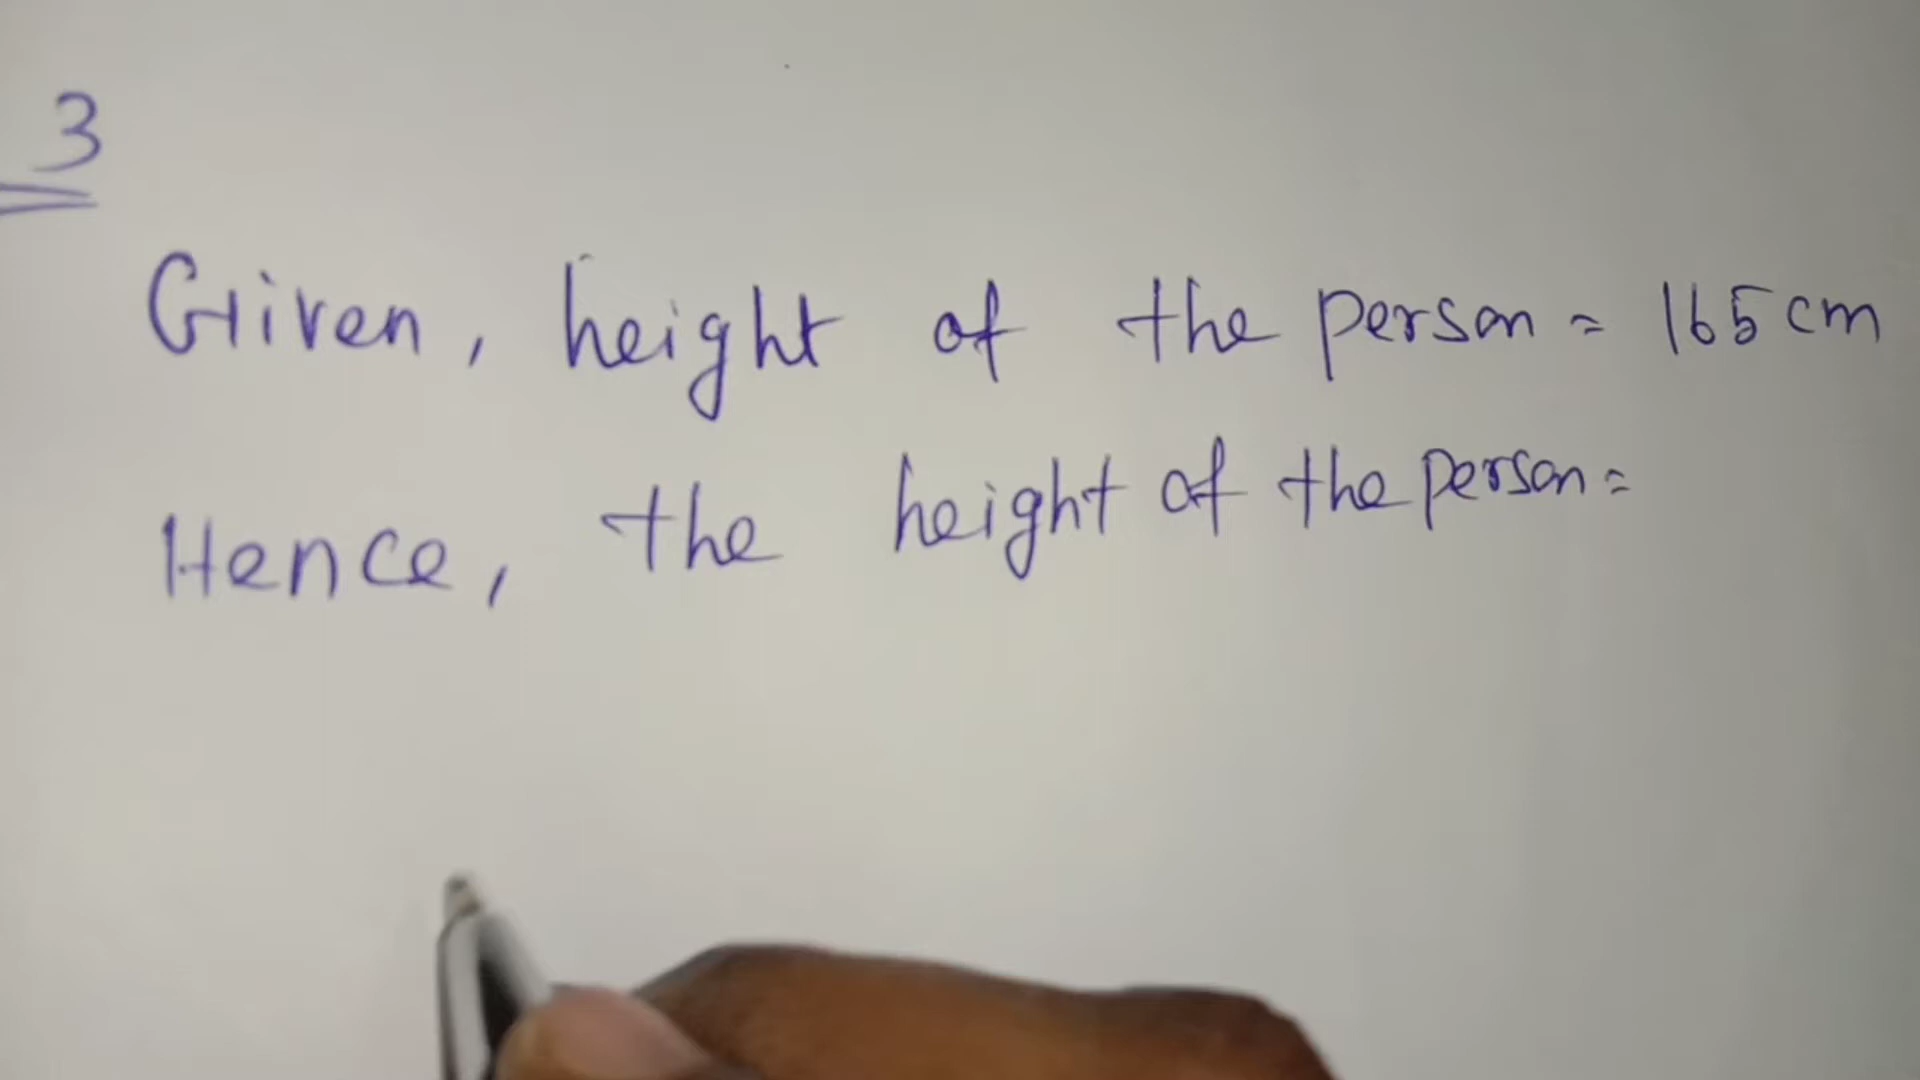 3
Given, height of the person = 165 cm
Hence, the height of the person =